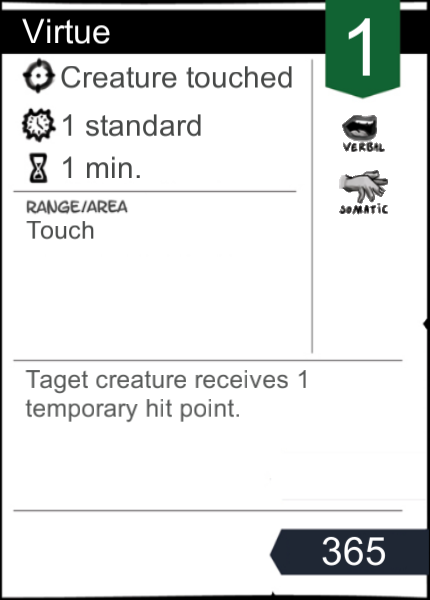 Virtue
1
Creature touched
1 standard
1 min.
VERBAL
SOMATIC
RANGE/AREA
Touch
Taget creature receives 1
temporary hit point.
365